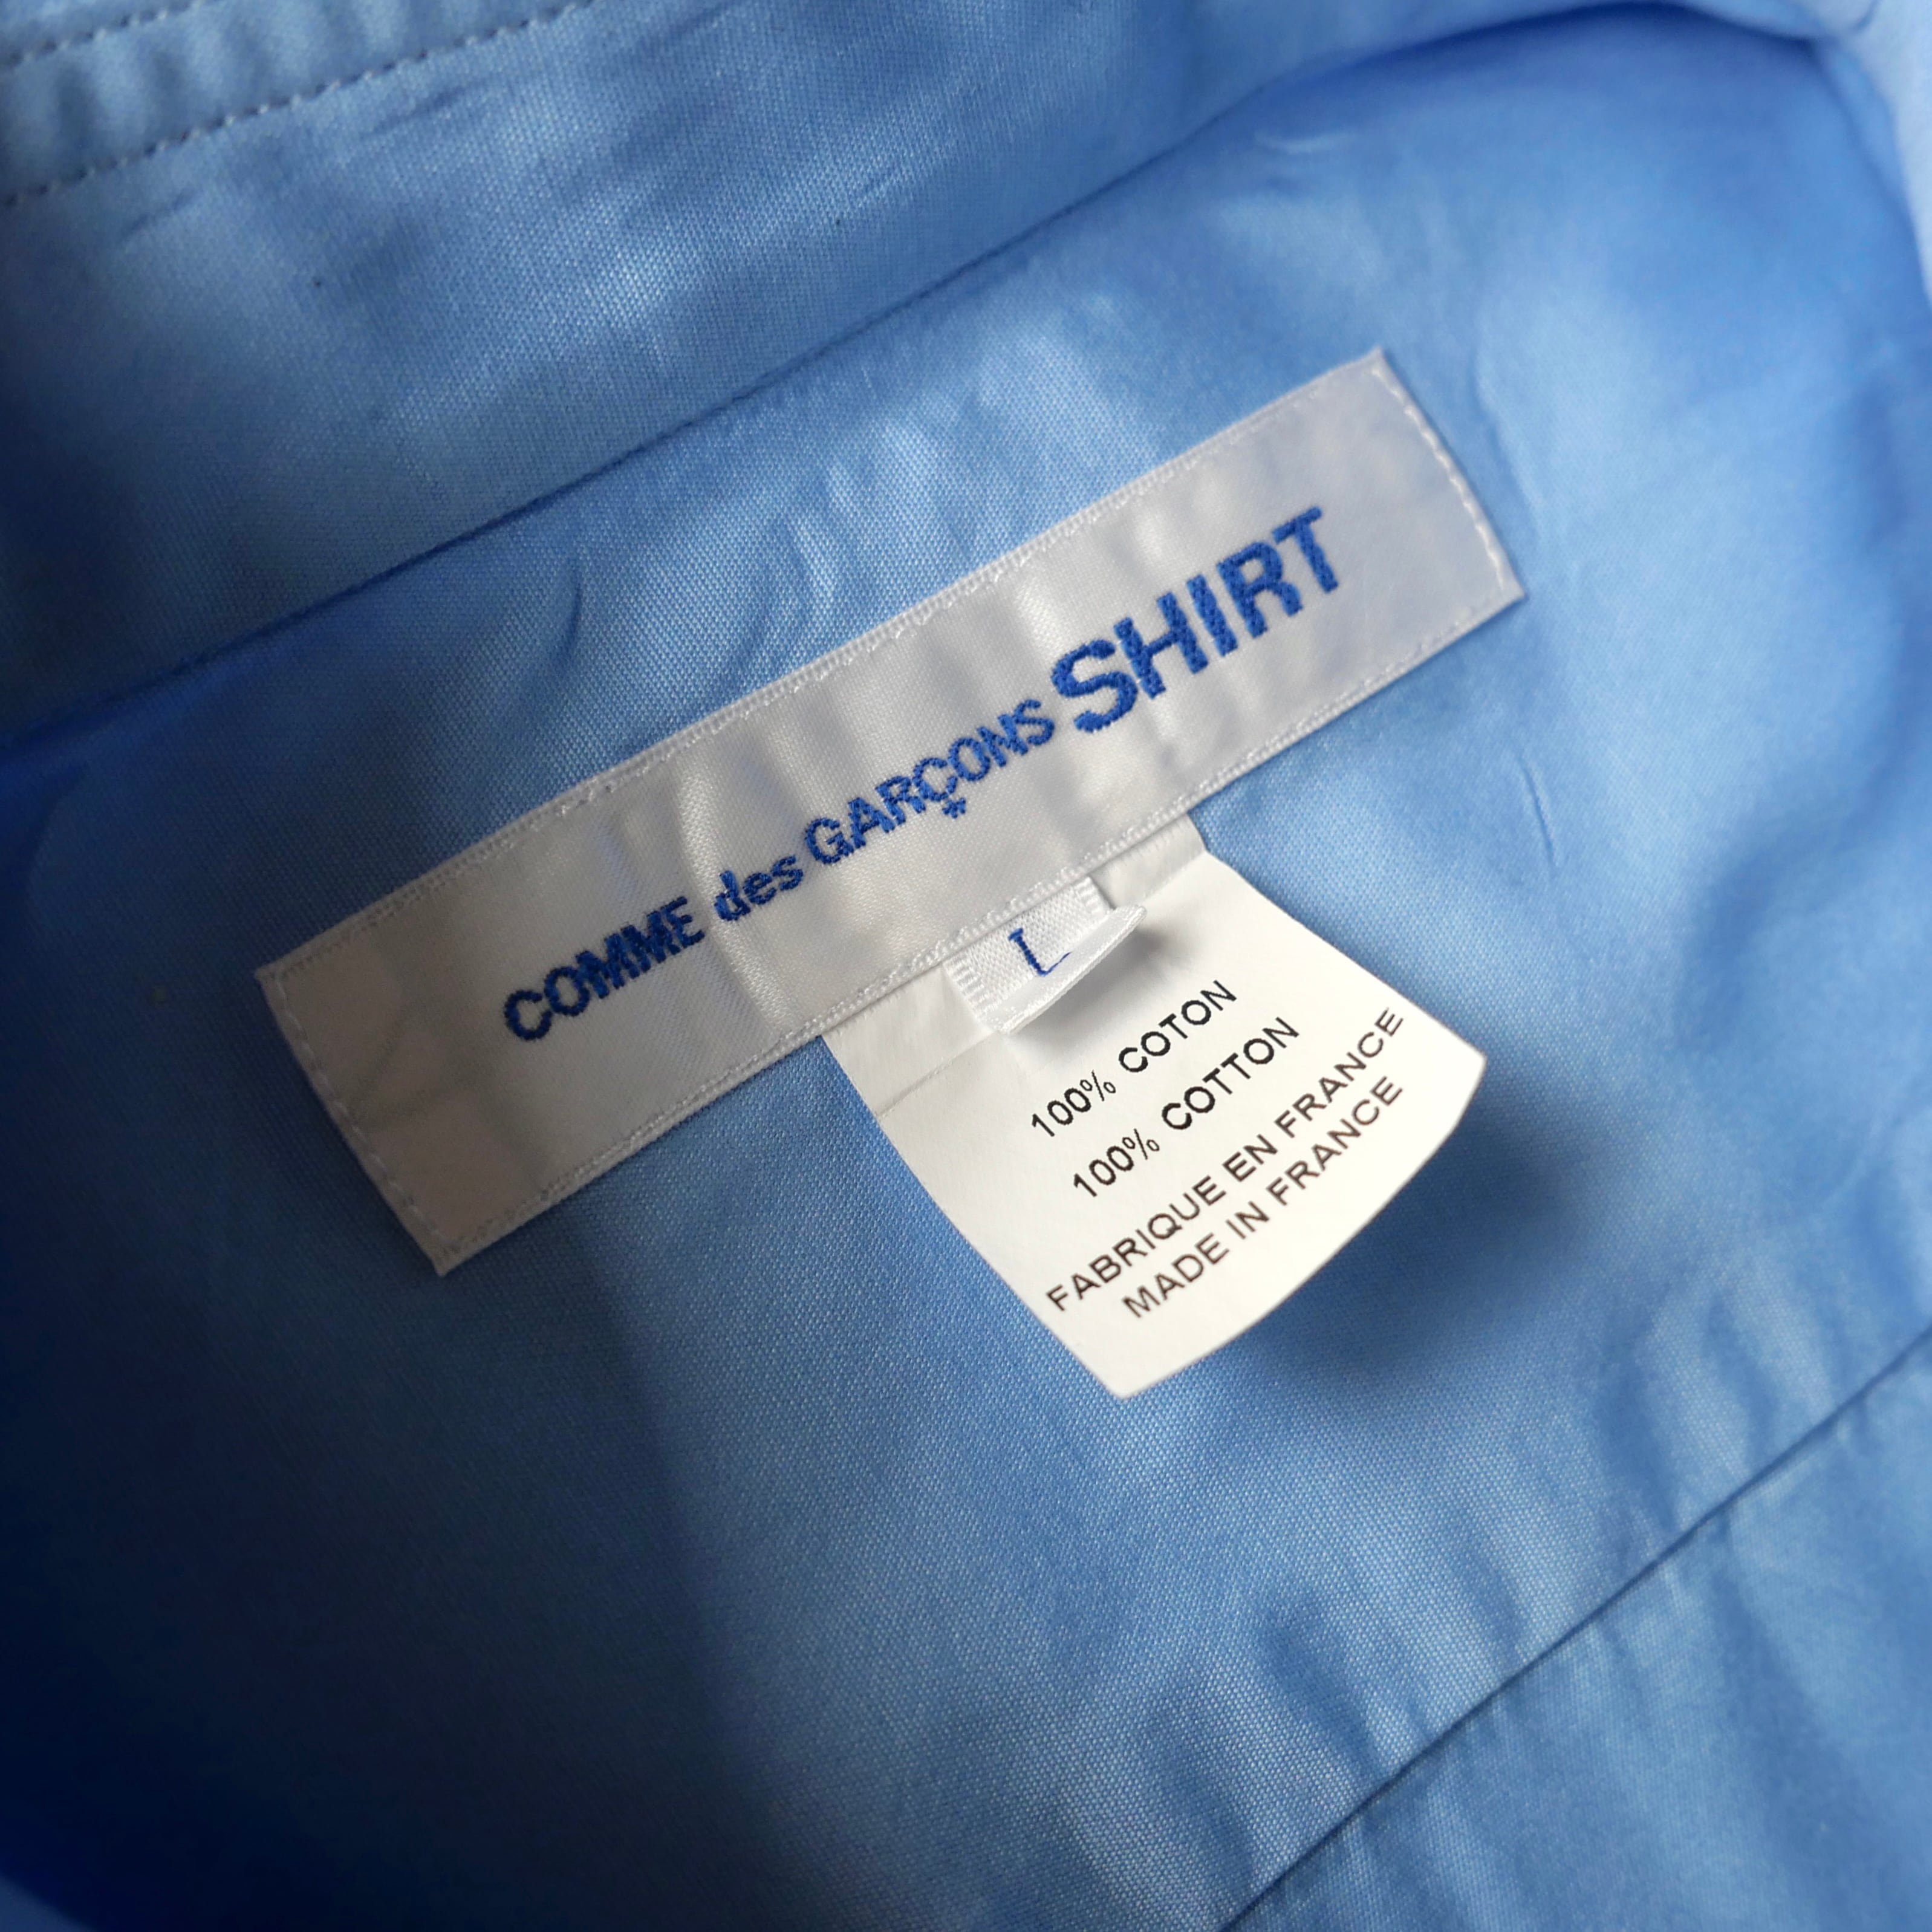 COMME des GARÇONS SHIRT
L
100% COTON
100% COTTON
FABRIQUE EN FRANCE
MADE IN FRANCE